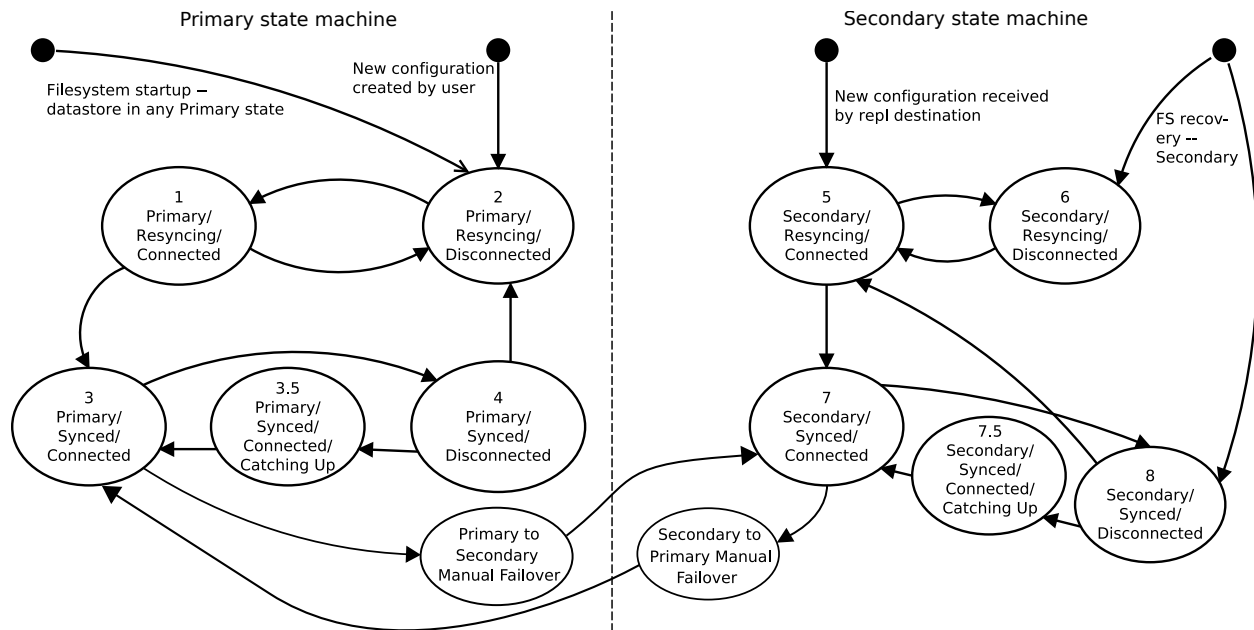 Primary state machine
Secondary state machine
Filesystem startup –
datastore in any Primary state
New configuration
created by user
New configuration received
by repl destination
FS recov-
ery --
Secondary
1
Primary/
Resyncing/
Connected
2
Primary/
Resyncing/
Disconnected
5
Secondary/
Resyncing/
Connected
6
Secondary/
Resyncing/
Disconnected
3
Primary/
Synced/
Connected
3.5
Primary/
Synced/
Connected/
Catching Up
4
Primary/
Synced/
Disconnected
7
Secondary/
Synced/
Connected
7.5
Secondary/
Synced/
Connected/
Catching Up
8
Secondary/
Synced/
Disconnected
Primary to
Secondary
Manual Failover
Secondary to
Primary Manual
Failover